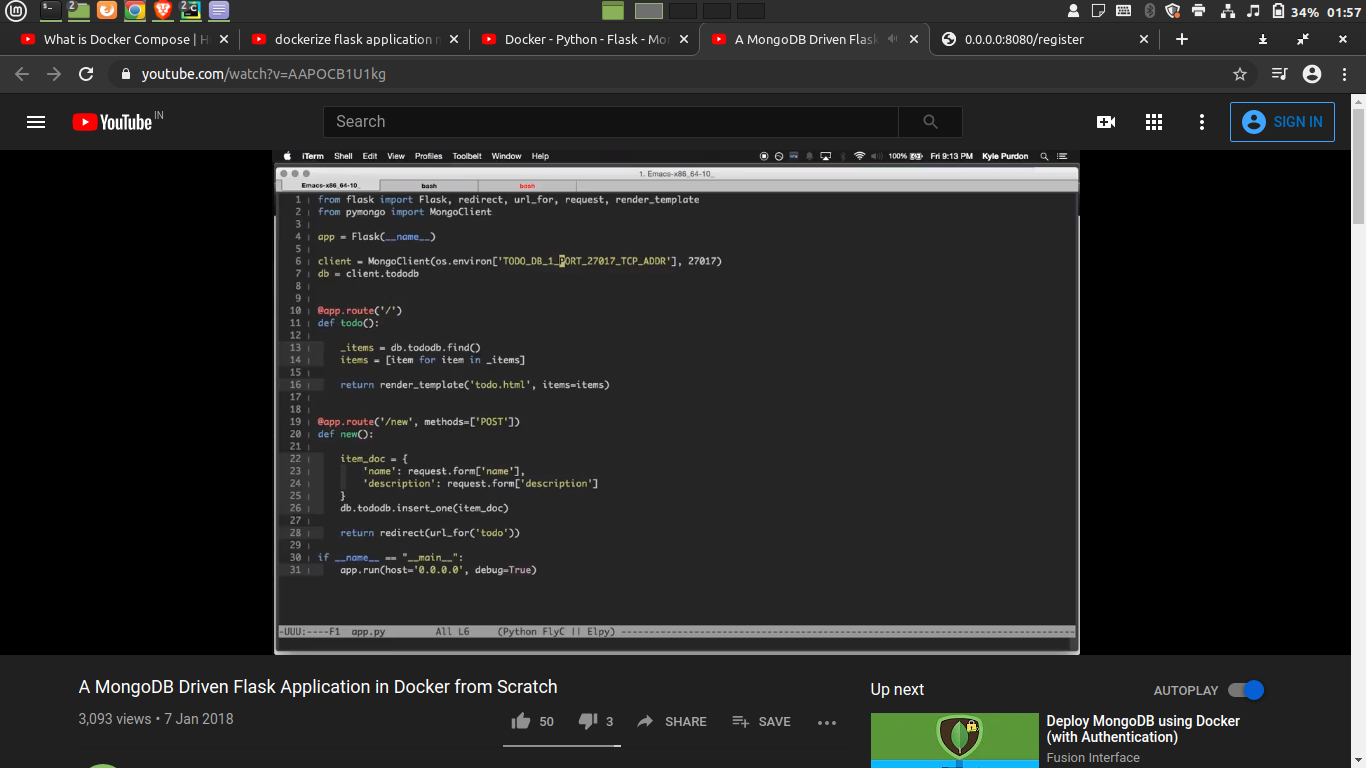 34% 01:57
What is Docker Compose | H
dockerize flask application
Docker - Python - Flask - Mo
A MongoDB Driven Flask
0.0.0.0:8080/register
youtube.com/watch?v=AAPOCB1U1kg
YouTube IN
Search
SIGN IN
iTerm Shell Edit View Profiles Toolbelt Window Help 100% Fri 9:13 PM Kyle Purdon
1. Emacs-x86_64-10_
Emacs-x86_64-10_ bash bash
1 from flask import Flask, redirect, url_for, request, render_template
2 from pymongo import MongoClient
3
4 app = Flask(__name__)
5
6 client = MongoClient(os.environ['TODO_DB_1_PORT_27017_TCP_ADDR'], 27017)
7 db = client.tododb
8
9
10 @app.route('/')
11 def todo():
12
13 _items = db.tododb.find()
14 items = [item for item in _items]
15
16 return render_template('todo.html', items=items)
17
18
19 @app.route('/new', methods=['POST'])
20 def new():
21
22 item_doc = {
23 'name': request.form['name'],
24 'description': request.form['description']
25 }
26 db.tododb.insert_one(item_doc)
27
28 return redirect(url_for('todo'))
29
30 if __name__ == "__main__":
31 app.run(host='0.0.0.0', debug=True)
-UUU:----F1 app.py All L6 (Python FlyC || Elpy)
A MongoDB Driven Flask Application in Docker from Scratch
3,093 views • 7 Jan 2018
50 3 SHARE SAVE
Up next
AUTOPLAY
Deploy MongoDB using Docker
(with Authentication)
Fusion Interface